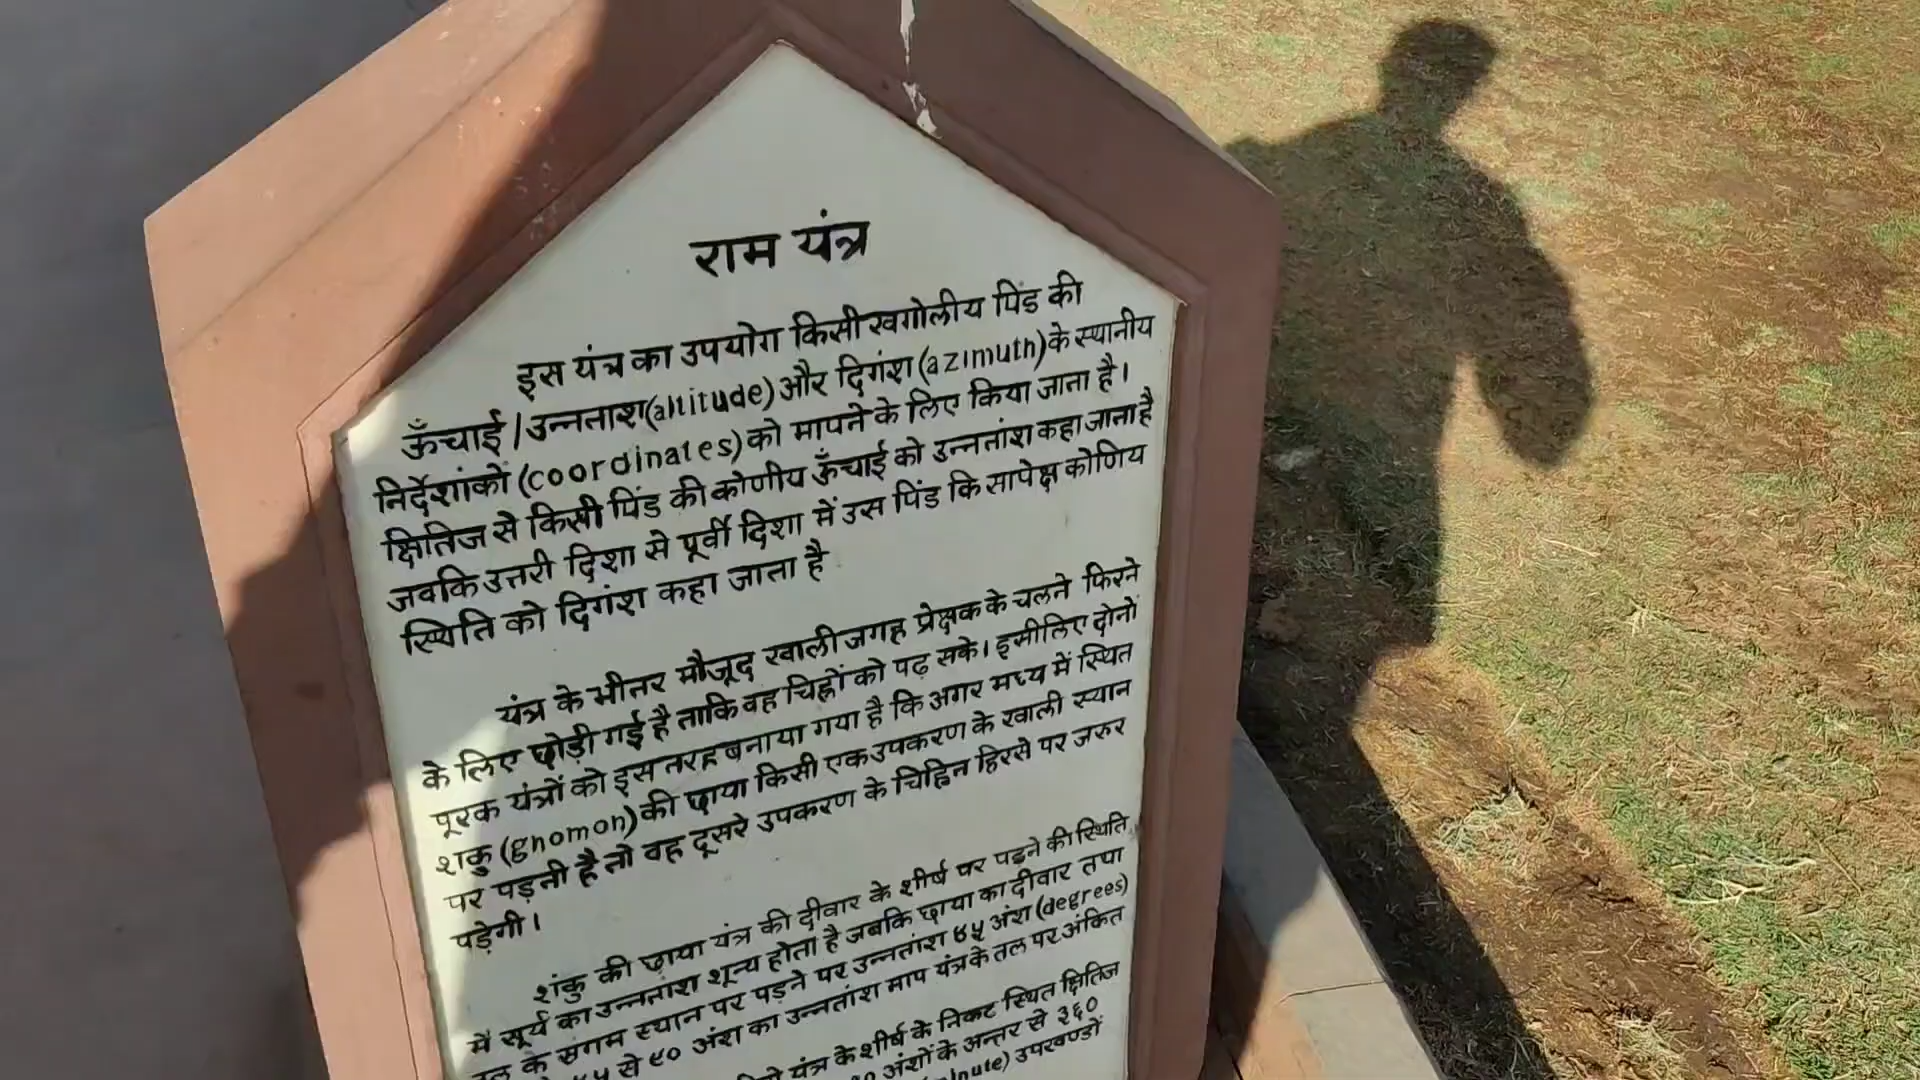 राम यंत्र
इस यंत्र का उपयोग किसी खगोलीय पिंड की
ऊँचाई / उन्नतांश (altitude) और दिगंश (azimuth) के स्थानीय
निर्देशांकों (coordinates) को मापने के लिए किया जाता है।
क्षितिज से किसी पिंड की कोणीय ऊँचाई को उन्नतांश कहा जाता है
जबकि उत्तरी दिशा से पूर्वी दिशा में उस पिंड कि सापेक्ष कोणिय
स्थिति को दिगंश कहा जाता है
यंत्र के भीतर मौजूद खाली जगह प्रेक्षक के चलने फिरने
के लिए छोड़ी गई है ताकि वह चिह्नों को पढ़ सके। इसीलिए दोनों
पूरक यंत्रों को इस तरह बनाया गया है कि अगर मध्य में स्थित
शकु (gnomon) की छाया किसी एक उपकरण के खाली स्थान
पर पड़ती है तो वह दूसरे उपकरण के चिह्नित हिस्से पर जरुर
पड़ेगी।
शंकु की छाया यंत्र की दीवार के शीर्ष पर पड़ने की स्थिति
में सूर्य का उन्नतांश शून्य होता है जबकि छाया का दीवार तथा
तल के संगम स्थान पर पड़ने पर उन्नतांश ४५ अंश (degrees)
४५ से ९० अंश का उन्नतांश माप यंत्र के तल पर अंकित
यंत्र के शीर्ष के निकट स्थित क्षितिज
अंशों के अन्तर से ३६०
उपखण्डों